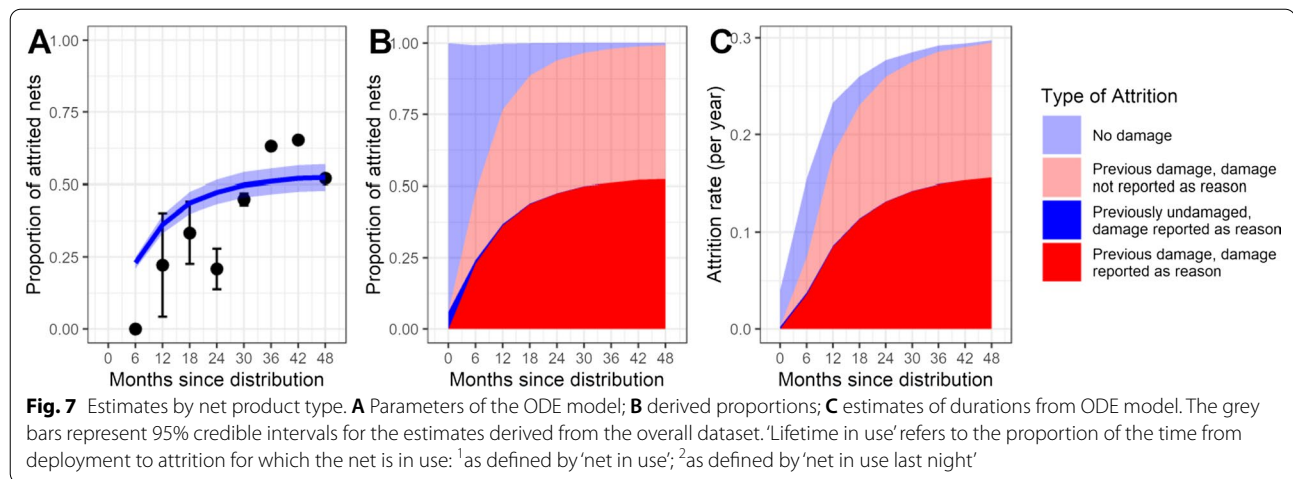 A
B
C
1.00
0.75
0.50
0.25
0.00
Proportion of attrited nets
0 6 12 18 24 30 36 42 48
Months since distribution
1.00
0.75
0.50
0.25
0.00
Proportion of attrited nets
0 6 12 18 24 30 36 42 48
Months since distribution
0.3
0.2
0.1
0.0
Attrition rate (per year)
0 6 12 18 24 30 36 42 48
Months since distribution
Type of Attrition
No damage
Previous damage, damage
not reported as reason
Previously undamaged,
damage reported as reason
Previous damage, damage
reported as reason
Fig. 7 Estimates by net product type. A Parameters of the ODE model; B derived proportions; C estimates of durations from ODE model. The grey
bars represent 95% credible intervals for the estimates derived from the overall dataset. ‘Lifetime in use’ refers to the proportion of the time from
deployment to attrition for which the net is in use: ¹as defined by ‘net in use’; ²as defined by ‘net in use last night’